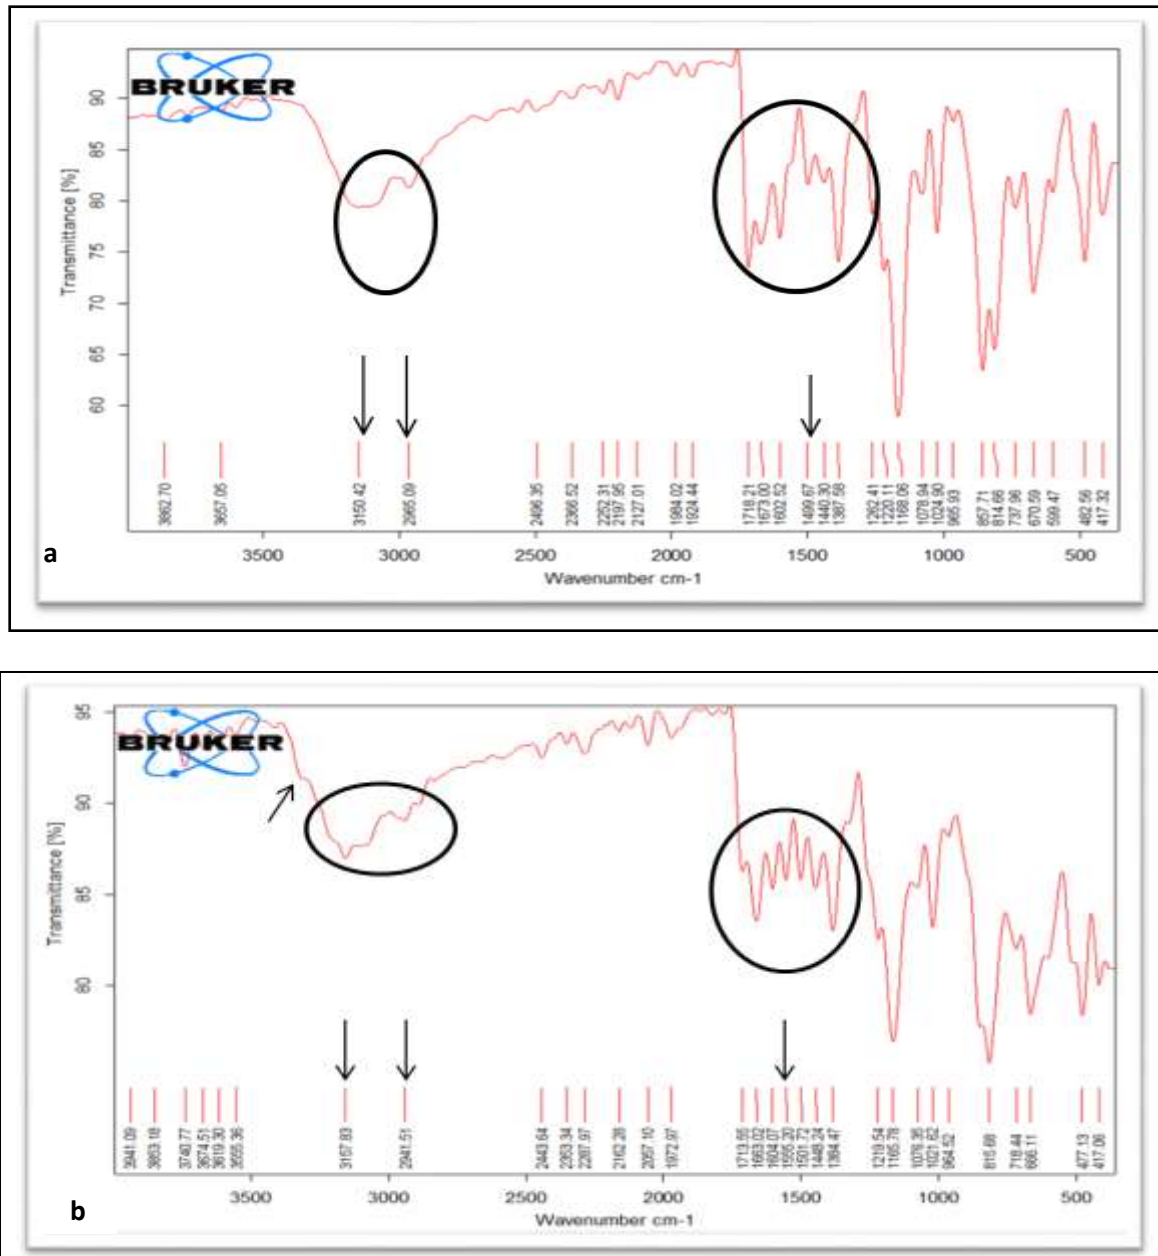 BRUKER
Transmittance [%]
90
85
80
75
70
65
60
3862.70 3657.05 3150.42 2965.09 2496.35 2366.52 2252.31 2197.95 2127.01 1984.02 1924.44 1718.21 1673.00 1602.52 1499.67 1440.30 1387.58 1262.41 1220.11 1168.06 1078.94 1024.90 965.93 857.71 814.66 737.96 670.59 599.47 482.56 417.32
a
3500 3000 2500 2000 1500 1000 500
Wavenumber cm-1
BRUKER
Transmittance [%]
95
90
85
80
3941.09 3853.18 3740.77 3674.51 3619.30 3555.36 3157.83 2941.51 2443.64 2353.34 2287.97 2162.28 2057.10 1972.97 1713.55 1663.02 1604.07 1555.20 1501.72 1448.24 1384.47 1219.54 1165.78 1076.35 1021.62 964.52 815.68 718.44 666.11 477.13 417.06
b
3500 3000 2500 2000 1500 1000 500
Wavenumber cm-1